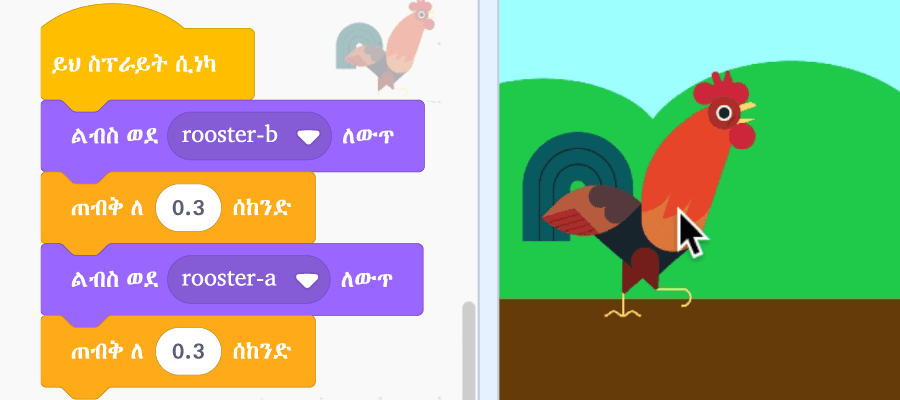 ይህ ስፕራይት ሲነካ
ልብስ ወደ rooster-b ለውጥ
ጠብቅ ለ 0.3 ሰከንድ
ልብስ ወደ rooster-a ለውጥ
ጠብቅ ለ 0.3 ሰከንድ